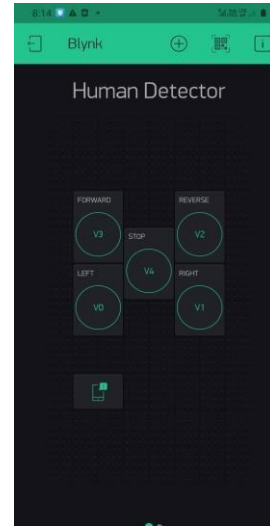 8:14
Blynk
Human Detector
FORWARD
V3
REVERSE
V2
STOP
V4
LEFT
V0
RIGHT
V1